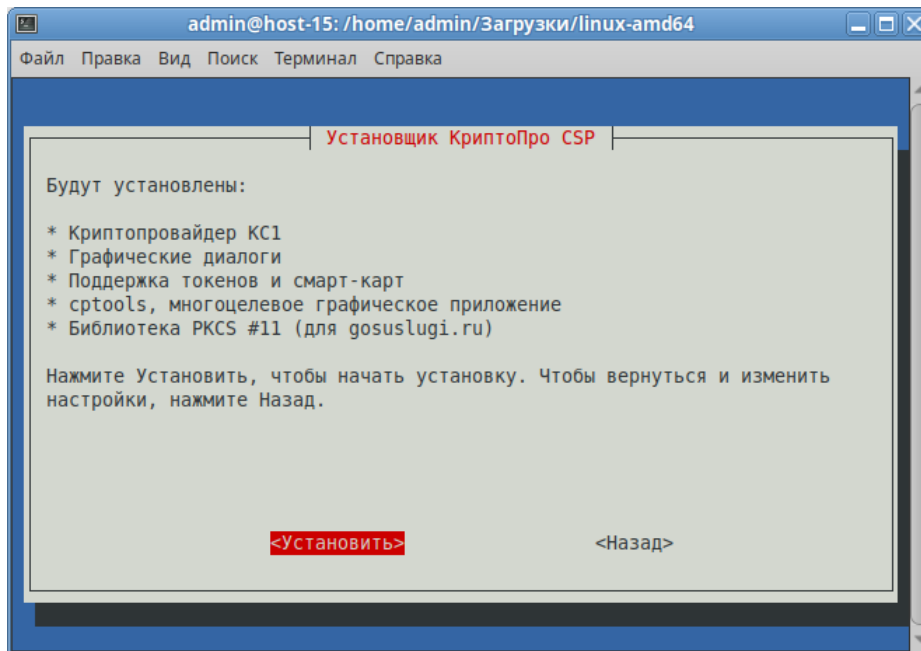 admin@host-15: /home/admin/Загрузки/linux-amd64
Файл Правка Вид Поиск Терминал Справка
Установщик КриптоПро CSP
Будут установлены:
* Криптопровайдер КС1
* Графические диалоги
* Поддержка токенов и смарт-карт
* cptools, многоцелевое графическое приложение
* Библиотека PKCS #11 (для gosuslugi.ru)
Нажмите Установить, чтобы начать установку. Чтобы вернуться и изменить
настройки, нажмите Назад.
<Установить> <Назад>